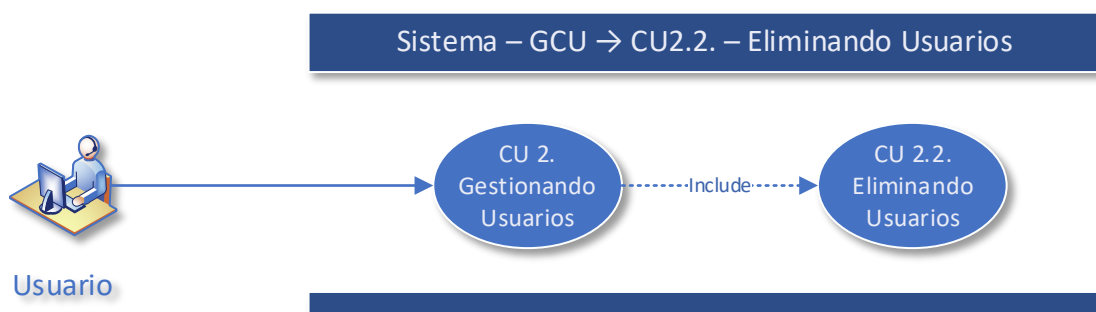 Sistema – GCU → CU2.2. – Eliminando Usuarios
CU 2.
Gestionando
Usuarios
Include
CU 2.2.
Eliminando
Usuarios
Usuario